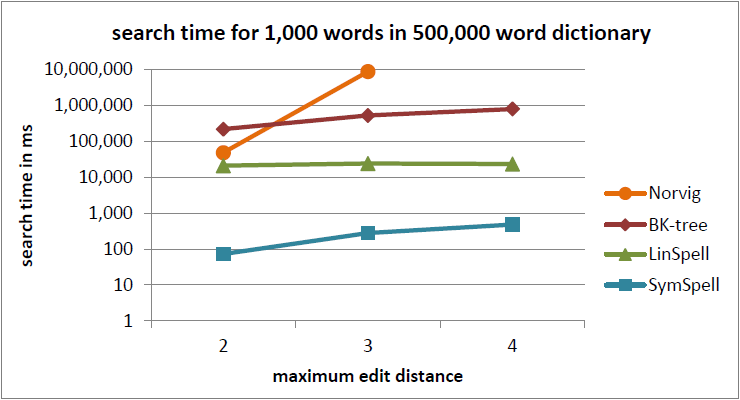 search time for 1,000 words in 500,000 word dictionary
10,000,000
1,000,000
100,000
10,000
1,000
100
10
1
search time in ms
2 3 4
maximum edit distance
Norvig
BK-tree
LinSpell
SymSpell